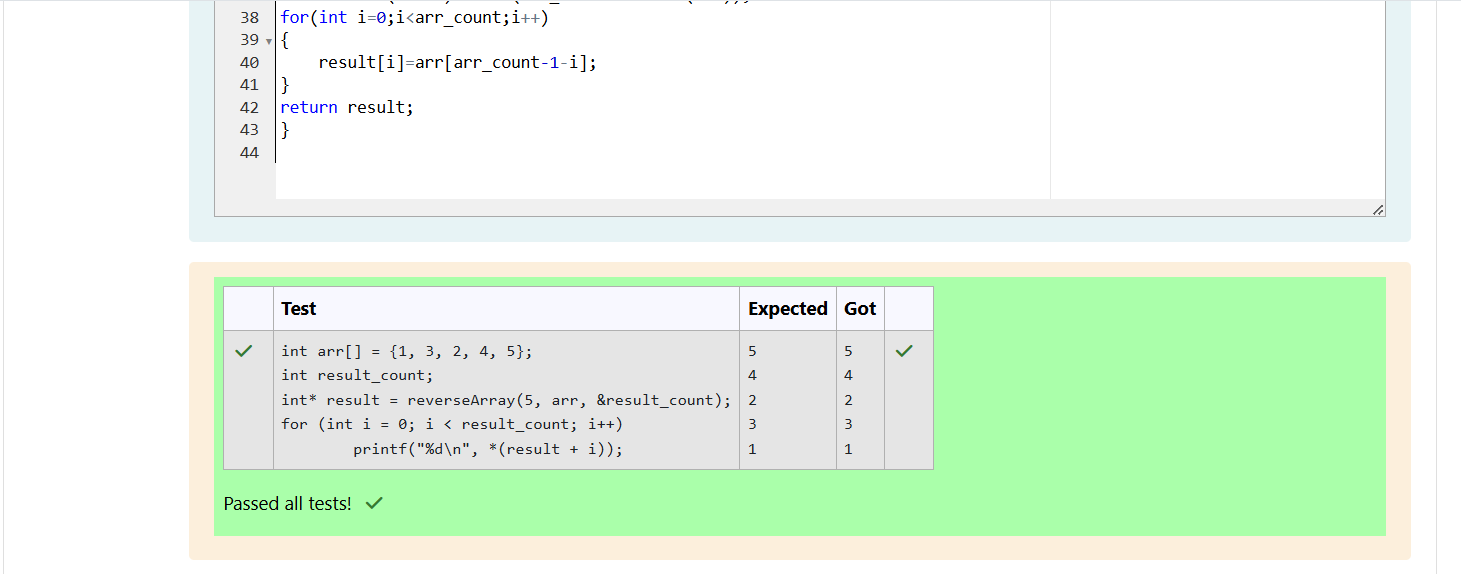 38 for(int i=0;i<arr_count;i++)
39 {
40 result[i]=arr[arr_count-1-i];
41 }
42 return result;
43 }
44
Test Expected Got
int arr[] = {1, 3, 2, 4, 5}; 5 5
int result_count; 4 4
int* result = reverseArray(5, arr, &result_count); 2 2
for (int i = 0; i < result_count; i++) 3 3
printf("%d\n", *(result + i)); 1 1
Passed all tests!